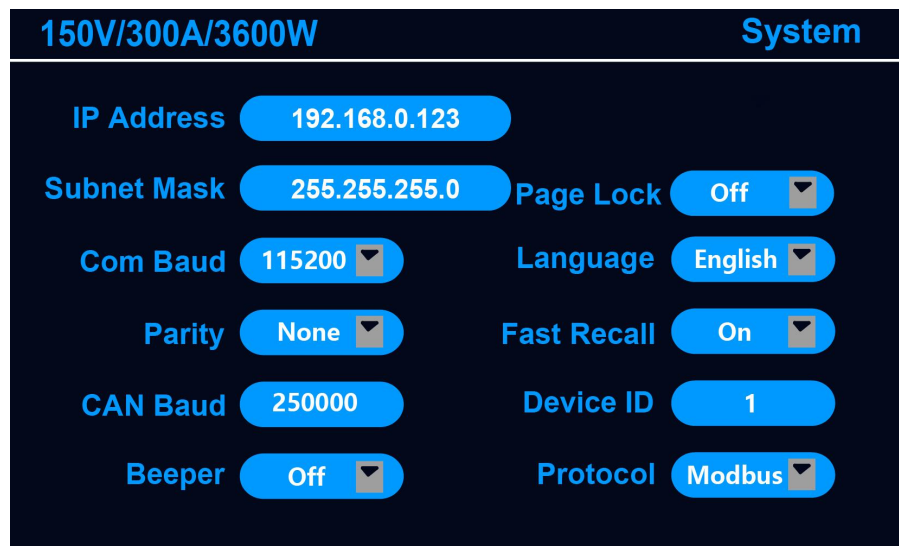 150V/300A/3600W System
IP Address 192.168.0.123
Subnet Mask 255.255.255.0 Page Lock Off
Com Baud 115200 Language English
Parity None Fast Recall On
CAN Baud 250000 Device ID 1
Beeper Off Protocol Modbus